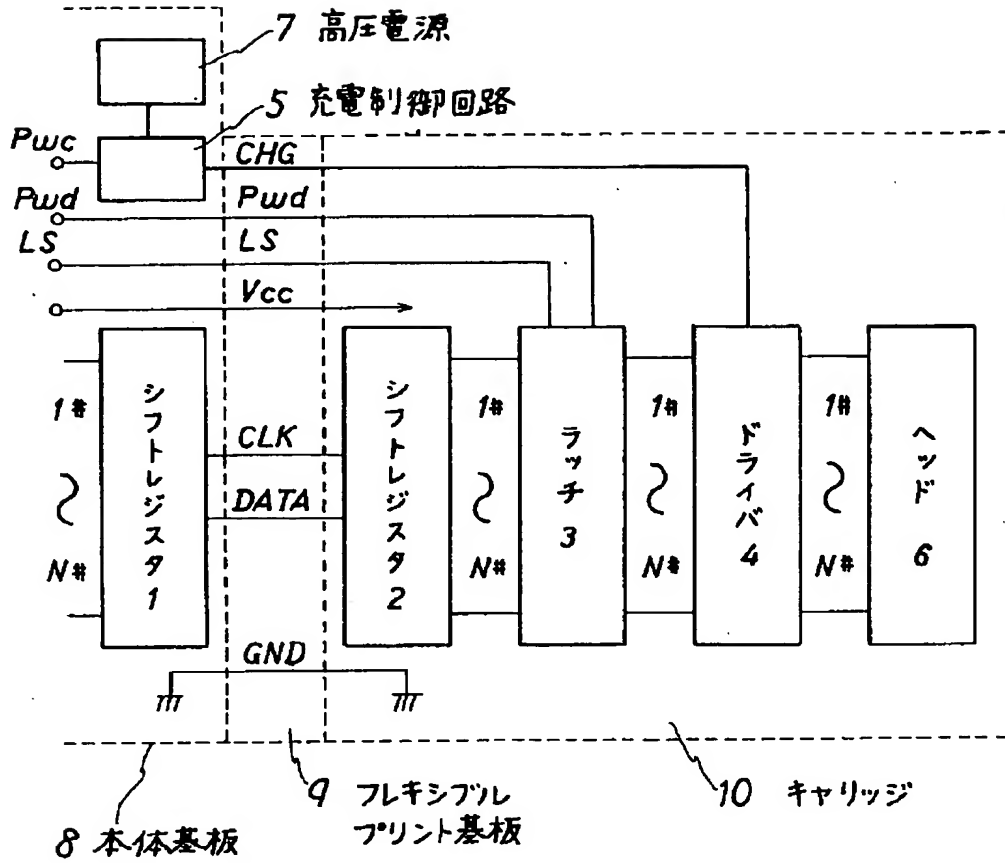 7 高圧電源
5 充電制御回路
Pwc
CHG
Pwd
Pwd
LS
LS
Vcc
シフトレジスタ1
シフトレジスタ2
ラッチ3
ドライバ4
ヘッド6
1#
1#
1#
1#
N#
N#
N#
N#
CLK
DATA
GND
8 本体基板
9 フレキシブル
プリント基板
10 キャリッジ